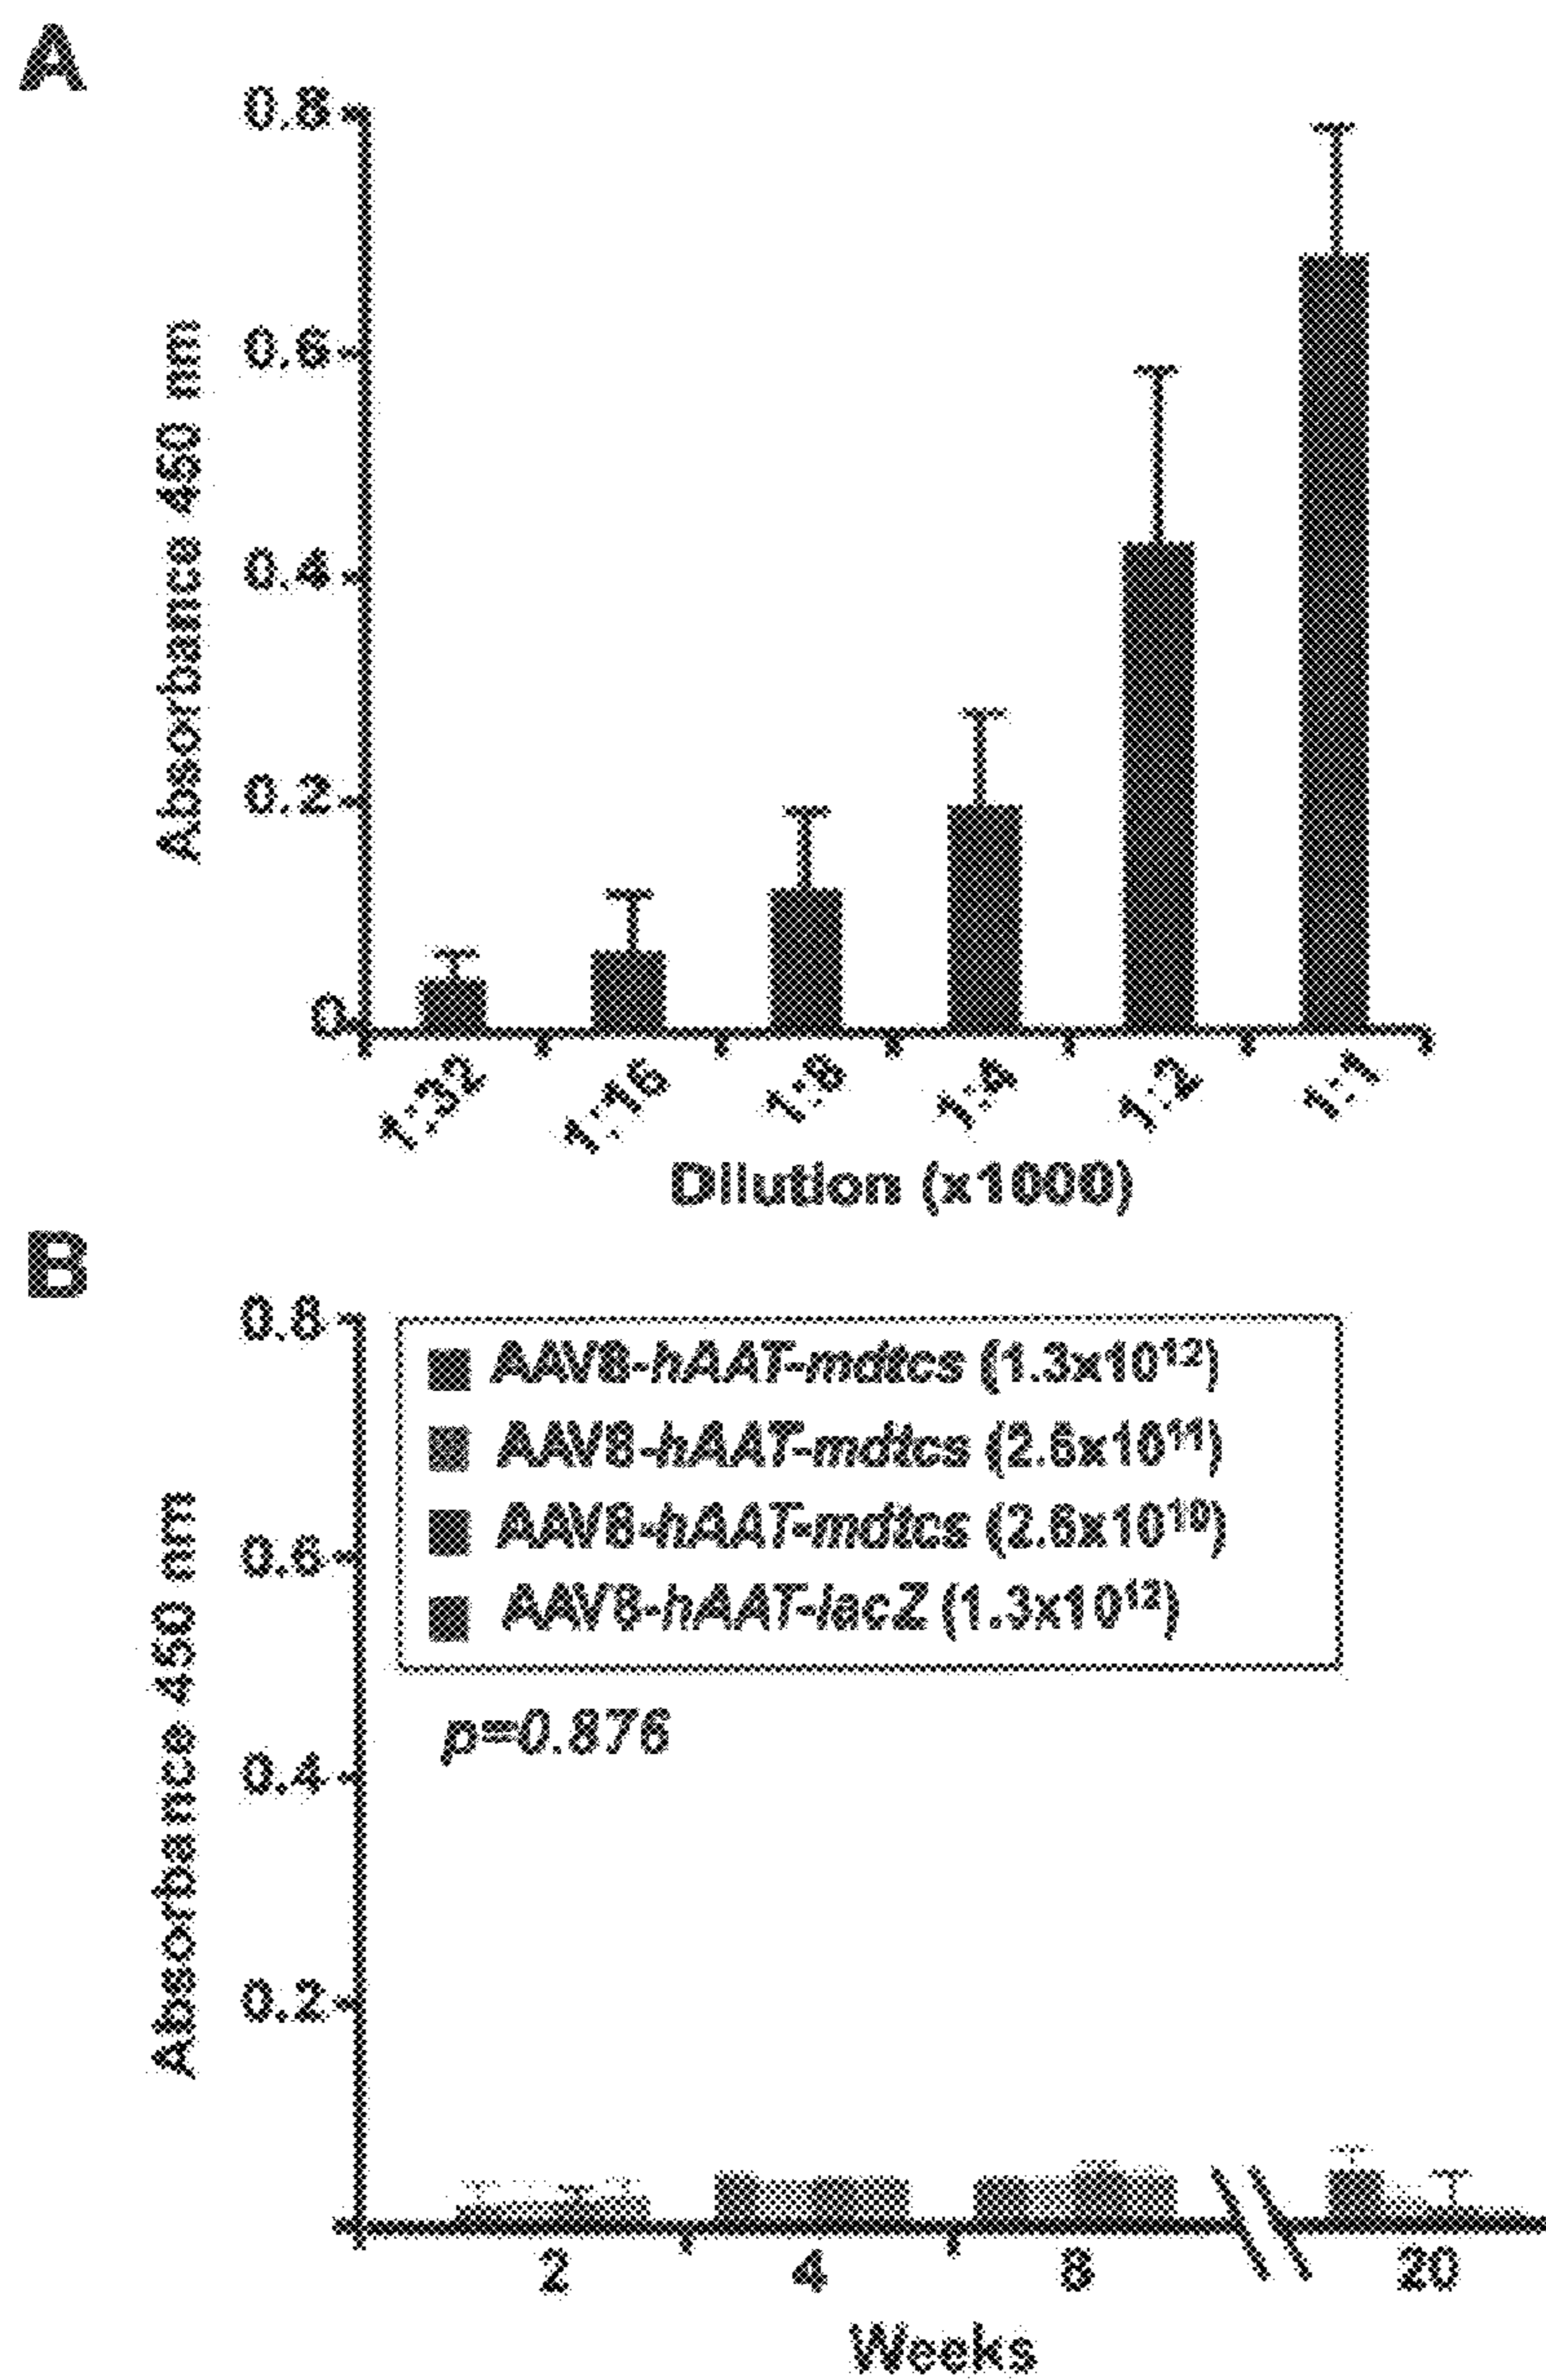 A
0.8
0.6
0.4
0.2
0
Absorbance 450 nm
1:32 1:16 1:8 1:4 1:2 1:1
Dilution (x1000)
B
0.8
0.6
0.4
0.2
Absorbance 450 nm
AAV8-hAAT-mdtcs (1.3x10¹²)
AAV8-hAAT-mdtcs (2.6x10¹¹)
AAV8-hAAT-mdtcs (2.6x10¹⁰)
AAV8-hAAT-lacZ (1.3x10¹²)
p=0.876
2 4 8 20
Weeks